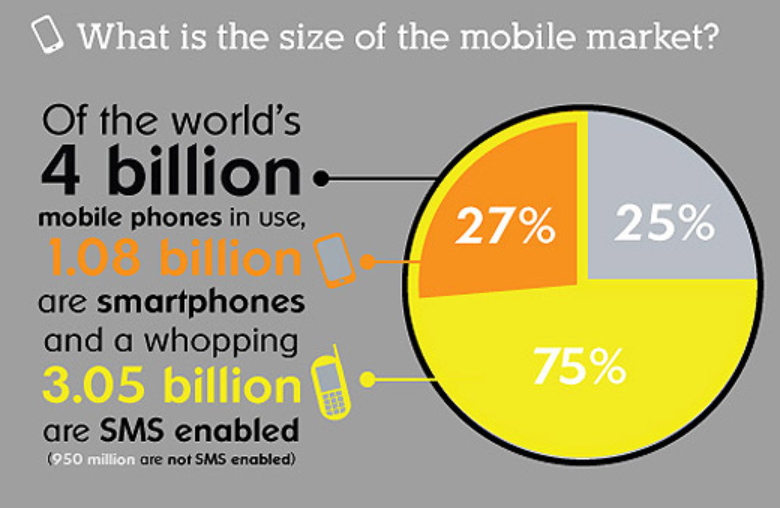 What is the size of the mobile market?
Of the world's
4 billion
mobile phones in use,
1.08 billion
are smartphones
and a whopping
3.05 billion
are SMS enabled
(950 million are not SMS enabled)
27%
25%
75%